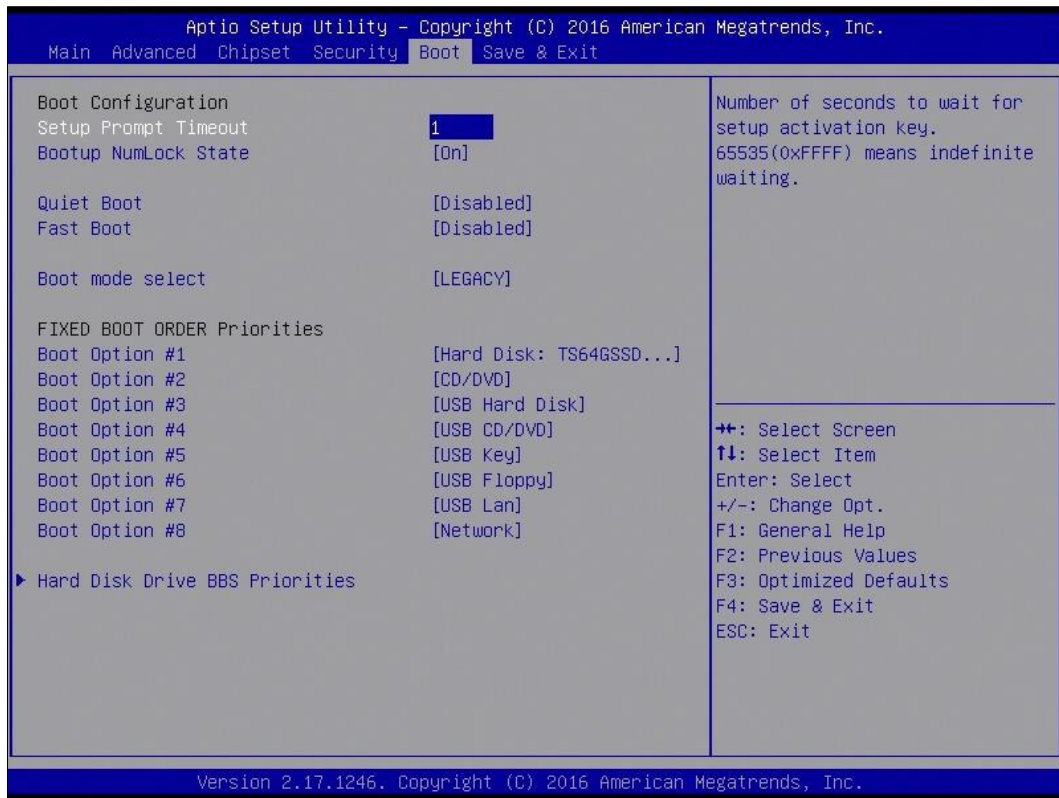 Aptio Setup Utility – Copyright (C) 2016 American Megatrends, Inc.
Main Advanced Chipset Security Boot Save & Exit
Boot Configuration
Setup Prompt Timeout 1
Bootup NumLock State [On]
Quiet Boot [Disabled]
Fast Boot [Disabled]
Boot mode select [LEGACY]
FIXED BOOT ORDER Priorities
Boot Option #1 [Hard Disk: TS64GSSD...]
Boot Option #2 [CD/DVD]
Boot Option #3 [USB Hard Disk]
Boot Option #4 [USB CD/DVD]
Boot Option #5 [USB Key]
Boot Option #6 [USB Floppy]
Boot Option #7 [USB Lan]
Boot Option #8 [Network]
▶ Hard Disk Drive BBS Priorities
Number of seconds to wait for
setup activation key.
65535(0xFFFF) means indefinite
waiting.
→←: Select Screen
↑↓: Select Item
Enter: Select
+/-: Change Opt.
F1: General Help
F2: Previous Values
F3: Optimized Defaults
F4: Save & Exit
ESC: Exit
Version 2.17.1246. Copyright (C) 2016 American Megatrends, Inc.